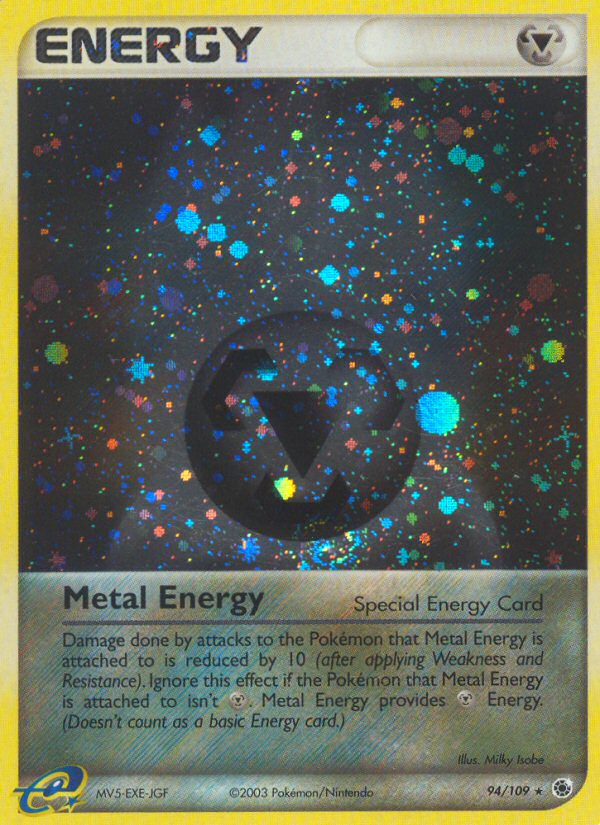 ENERGY
Metal Energy
Special Energy Card
Damage done by attacks to the Pokémon that Metal Energy is
attached to is reduced by 10 (after applying Weakness and
Resistance). Ignore this effect if the Pokémon that Metal Energy
is attached to isn't . Metal Energy provides Energy.
(Doesn't count as a basic Energy card.)
Illus. Milky Isobe
MV5-EXE-JGF ©2003 Pokémon/Nintendo 94/109 ★